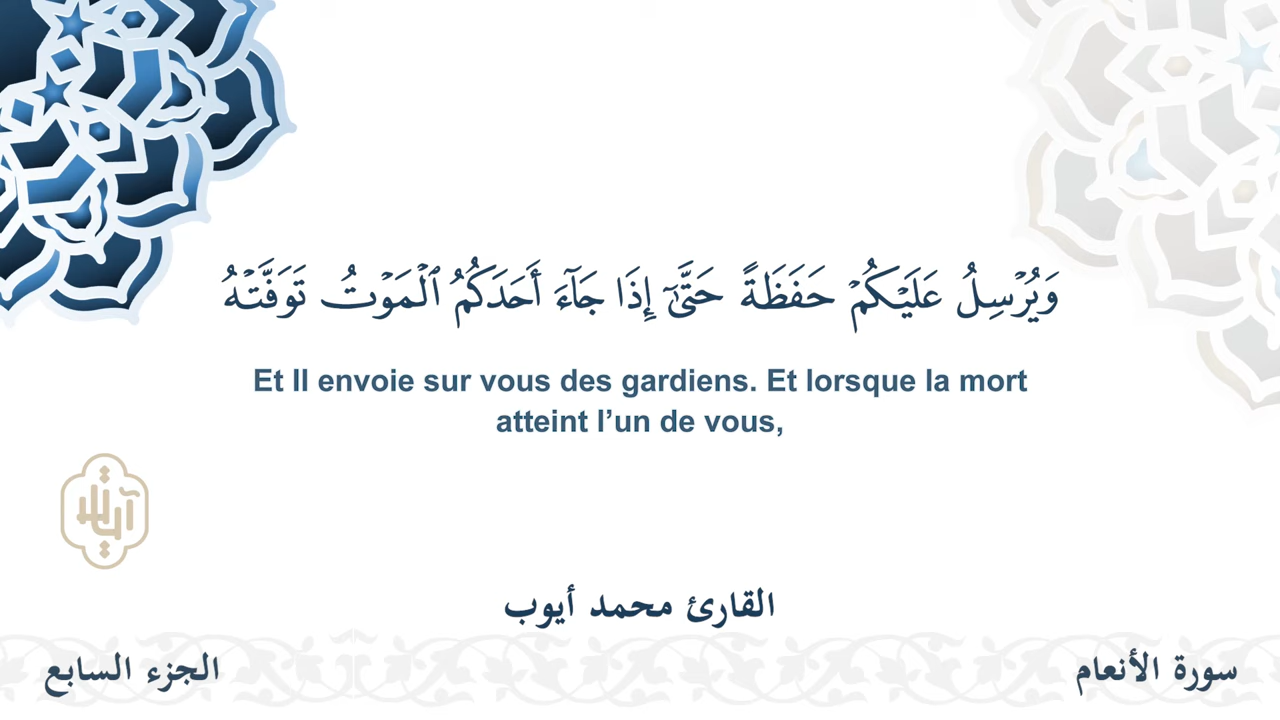 وَيُرْسِلُ عَلَيْكُمْ حَفَظَةً حَتَّىٰٓ إِذَا جَآءَ أَحَدَكُمُ ٱلْمَوْتُ تَوَفَّتْهُ
Et Il envoie sur vous des gardiens. Et lorsque la mort
atteint l’un de vous,
القارئ محمد أيوب
سورة الأنعام
الجزء السابع